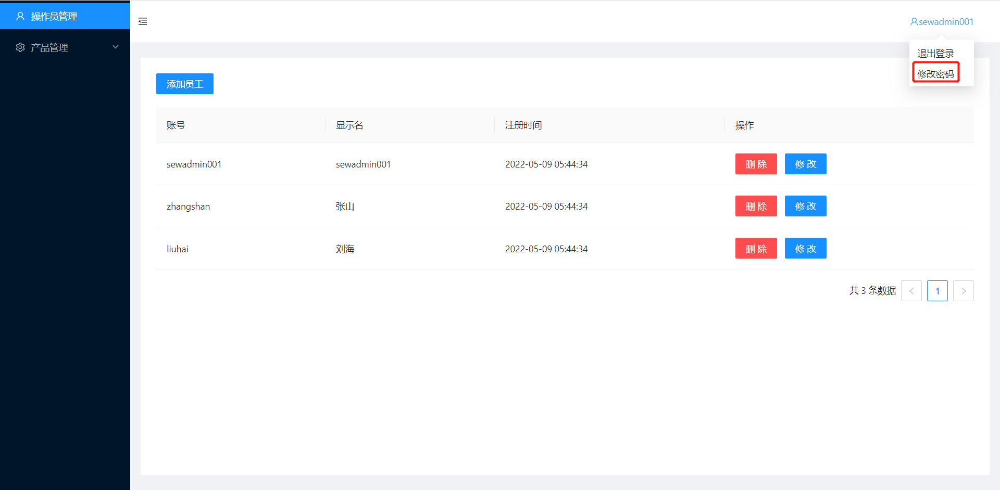 操作员管理
产品管理
sewadmin001
退出登录
修改密码
添加员工
账号 显示名 注册时间 操作
sewadmin001 sewadmin001 2022-05-09 05:44:34 删 除 修 改
zhangshan 张山 2022-05-09 05:44:34 删 除 修 改
liuhai 刘海 2022-05-09 05:44:34 删 除 修 改
共 3 条数据 < 1 >